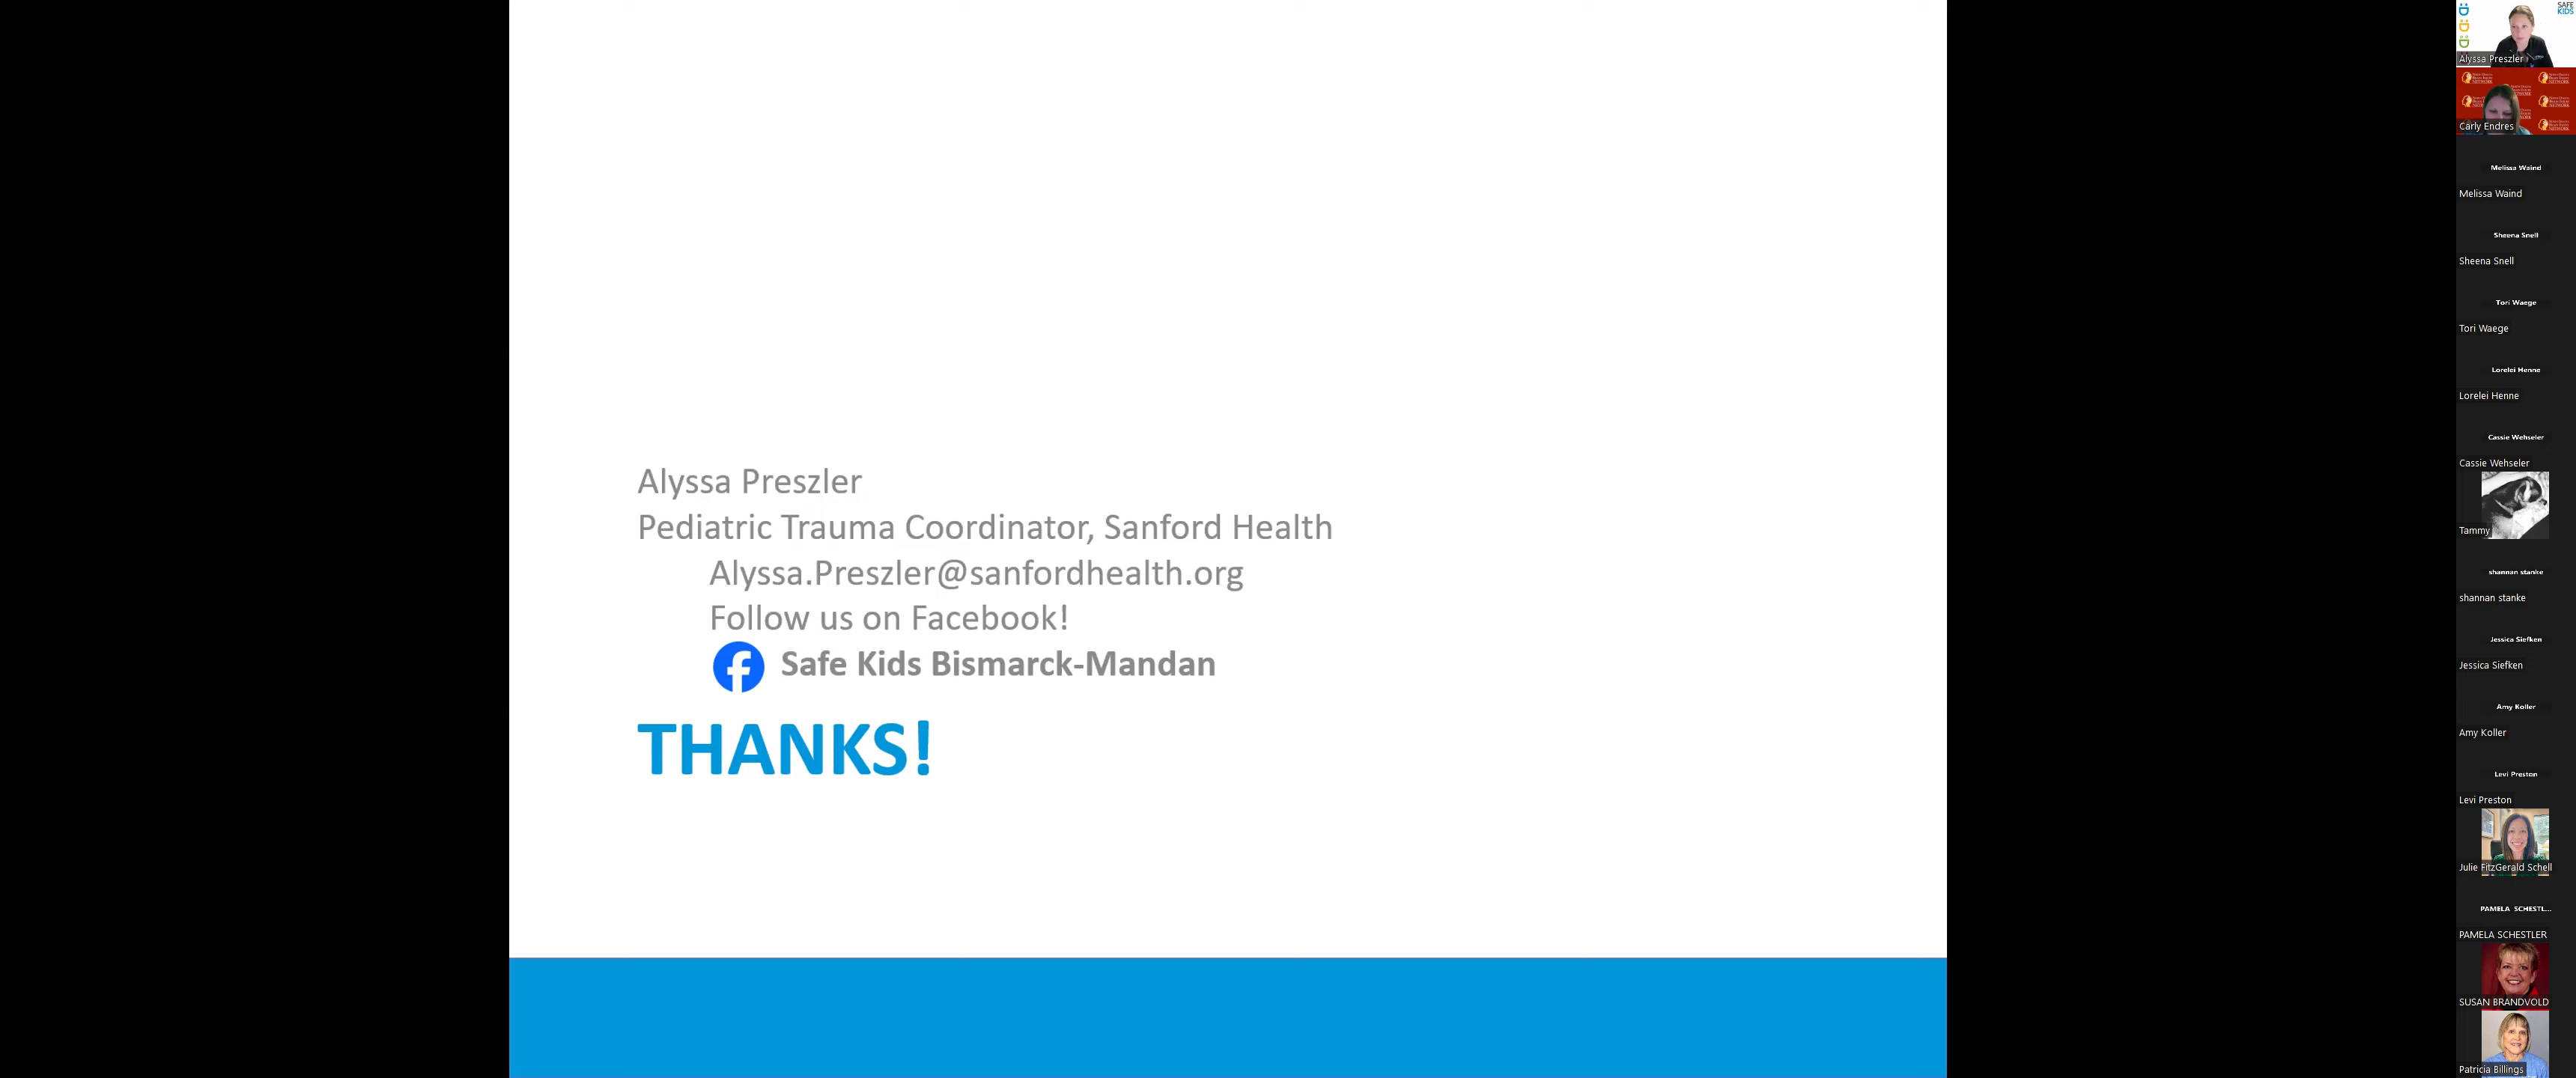 Alyssa Preszler
Pediatric Trauma Coordinator, Sanford Health
Alyssa.Preszler@sanfordhealth.org
Follow us on Facebook!
Safe Kids Bismarck-Mandan
THANKS!
SAFE
KIDS
Alyssa Preszler
Carly Endres
Melissa Waind
Melissa Waind
Sheena Snell
Sheena Snell
Tori Waege
Tori Waege
Lorelei Henne
Lorelei Henne
Cassie Wehseler
Cassie Wehseler
Tammy
shannan stanke
shannan stanke
Jessica Siefken
Jessica Siefken
Amy Koller
Amy Koller
Levi Preston
Levi Preston
Julie FitzGerald Schell
PAMELA SCHESTL...
PAMELA SCHESTLER
SUSAN BRANDVOLD
Patricia Billings